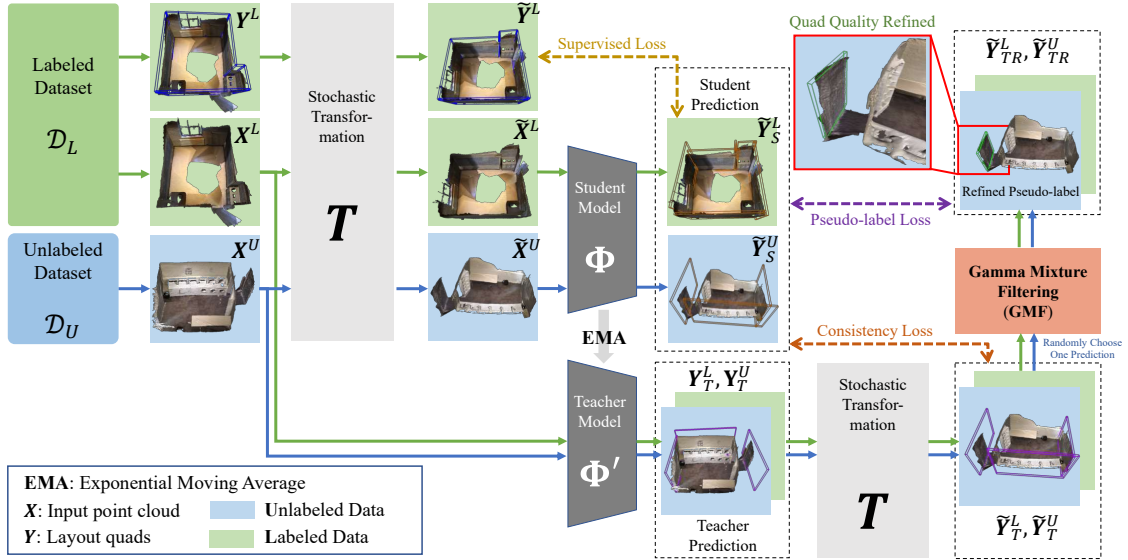 Labeled
Dataset
𝒟_L
Unlabeled
Dataset
𝒟_U
Y^L
X^L
X^U
Stochastic
Transfor-
mation
T
Ỹ^L
X̃^L
X̃^U
Supervised Loss
Student
Model
Φ
EMA
Teacher
Model
Φ′
Student
Prediction
Ỹ_S^L
Ỹ_S^U
Quad Quality Refined
Ỹ_TR^L, Ỹ_TR^U
Refined Pseudo-label
Pseudo-label Loss
Gamma Mixture
Filtering
(GMF)
Consistency Loss
Randomly Choose
One Prediction
Y_T^L, Y_T^U
Teacher
Prediction
Stochastic
Transfor-
mation
T
Ỹ_T^L, Ỹ_T^U
EMA: Exponential Moving Average
X: Input point cloud
Unlabeled Data
Y: Layout quads
Labeled Data